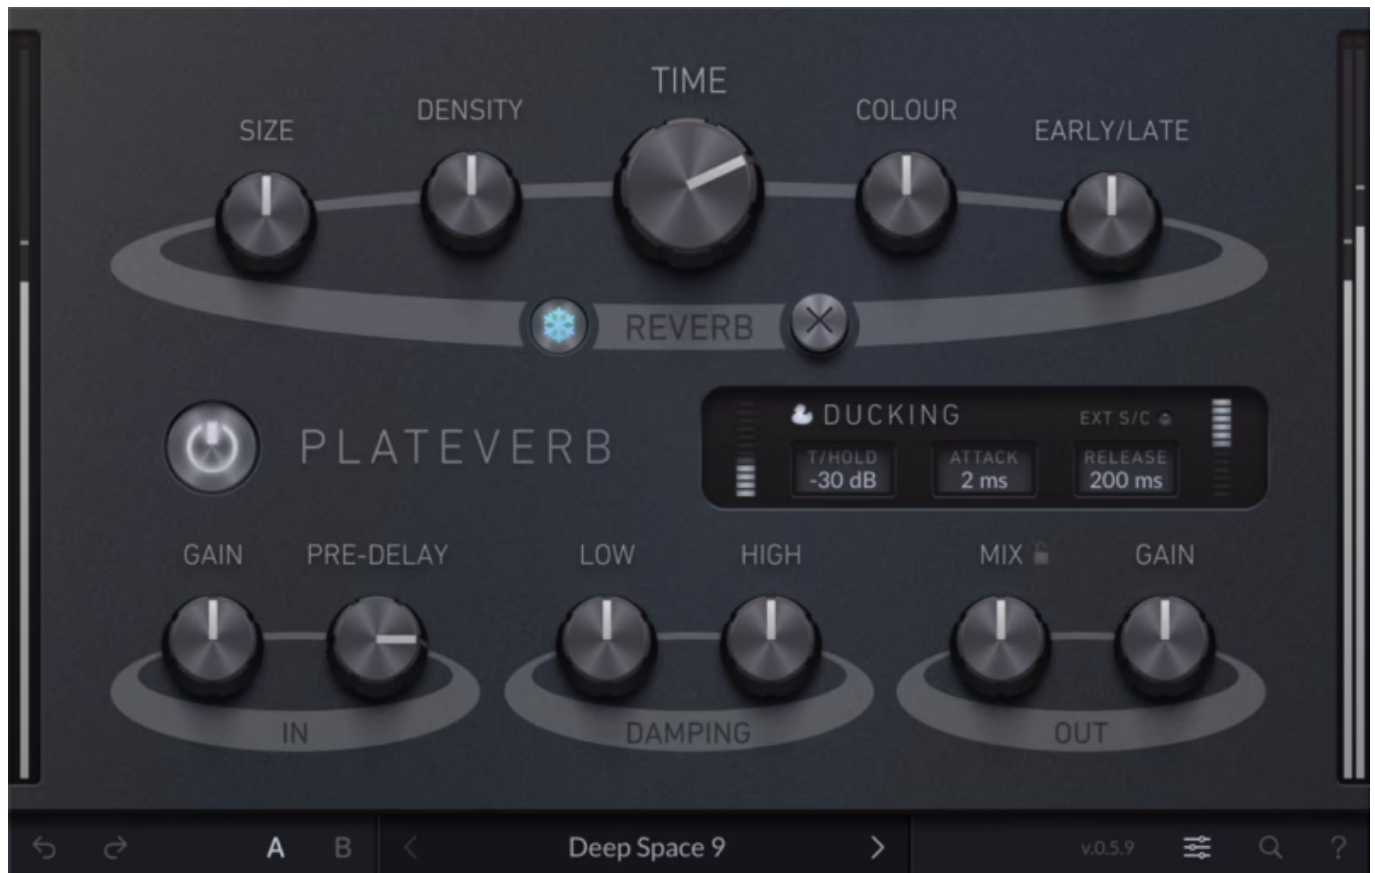 TIME
DENSITY
COLOUR
SIZE
EARLY/LATE
REVERB
PLATEVERB
DUCKING
EXT S/C
T/HOLD
-30 dB
ATTACK
2 ms
RELEASE
200 ms
GAIN
PRE-DELAY
LOW
HIGH
MIX
GAIN
IN
DAMPING
OUT
A
B
Deep Space 9
v.0.5.9
?